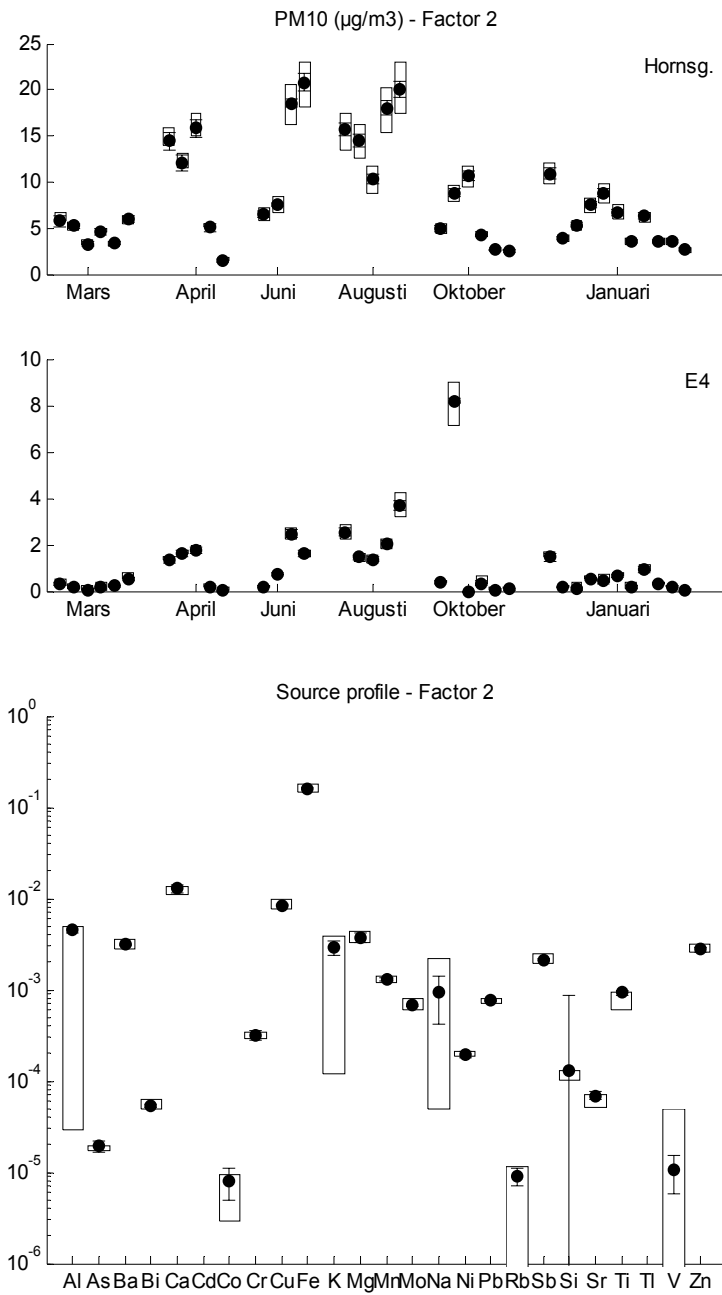 PM10 (µg/m3) - Factor 2
Hornsg.
25
20
15
10
5
0
Mars April Juni Augusti Oktober Januari
E4
10
8
6
4
2
0
Mars April Juni Augusti Oktober Januari
Source profile - Factor 2
10^0
10^-1
10^-2
10^-3
10^-4
10^-5
10^-6
Al As Ba Bi Ca Cd Co Cr Cu Fe K Mg Mn Mo Na Ni Pb Rb Sb Si Sr Ti Tl V Zn